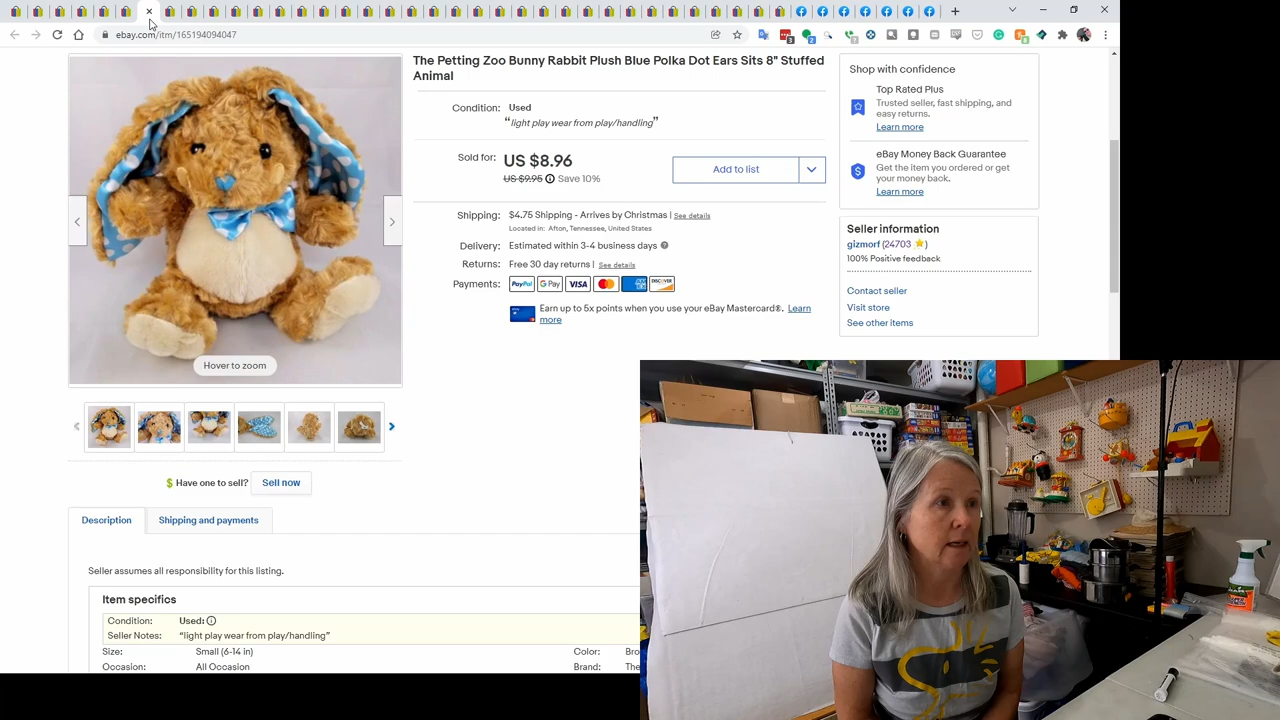 ebay.com/itm/165194094047
The Petting Zoo Bunny Rabbit Plush Blue Polka Dot Ears Sits 8" Stuffed
Animal
Condition: Used
“light play wear from play/handling”
Sold for: US $8.96
US $9.95 Save 10%
Add to list
Shipping: $4.75 Shipping - Arrives by Christmas | See details
Located in: Afton, Tennessee, United States
Delivery: Estimated within 3-4 business days
Returns: Free 30 day returns | See details
Payments: PayPal G Pay VISA DISCOVER
Earn up to 5x points when you use your eBay Mastercard®. Learn
more
Shop with confidence
Top Rated Plus
Trusted seller, fast shipping, and
easy returns.
Learn more
eBay Money Back Guarantee
Get the item you ordered or get
your money back.
Learn more
Seller information
gizmorf (24703)
100% Positive feedback
Contact seller
Visit store
See other items
Hover to zoom
$ Have one to sell? Sell now
Description Shipping and payments
Seller assumes all responsibility for this listing.
Item specifics
Condition: Used:
Seller Notes: “light play wear from play/handling”
Size: Small (6-14 in) Color: Bro
Occasion: All Occasion Brand: The